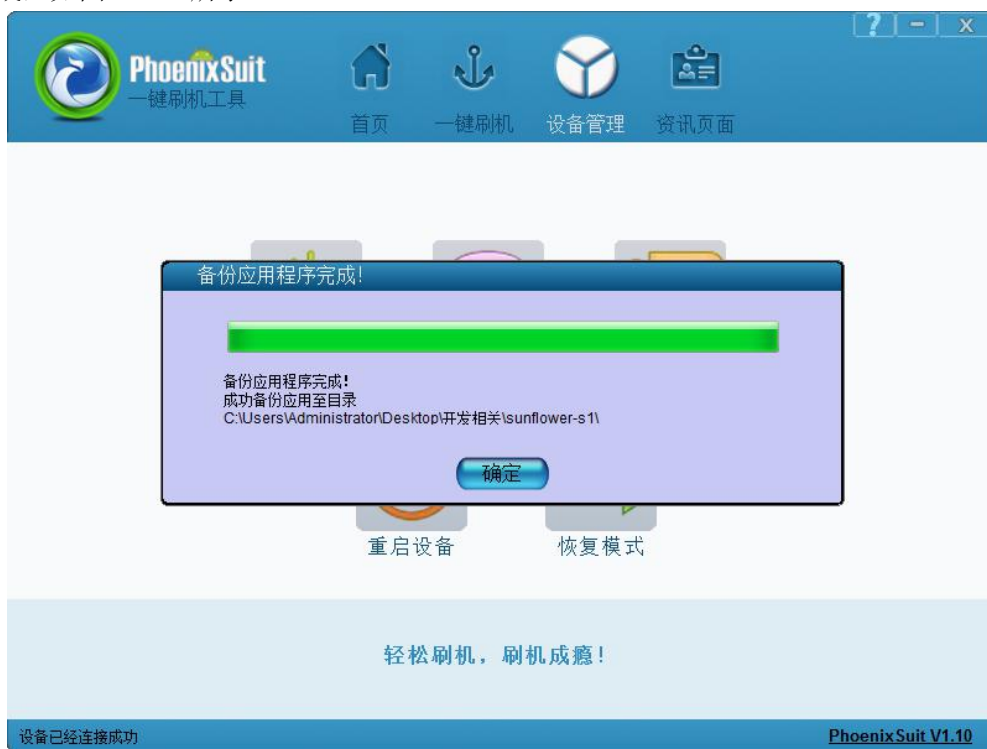 ? - x
PhoenixSuit
一键刷机工具
首页 一键刷机 设备管理 资讯页面
备份应用程序完成!
备份应用程序完成!
成功备份应用至目录
C:\Users\Administrator\Desktop\开发相关\sunflower-s1\
确定
重启设备 恢复模式
轻松刷机，刷机成瘾!
设备已经连接成功 PhoenixSuit V1.10